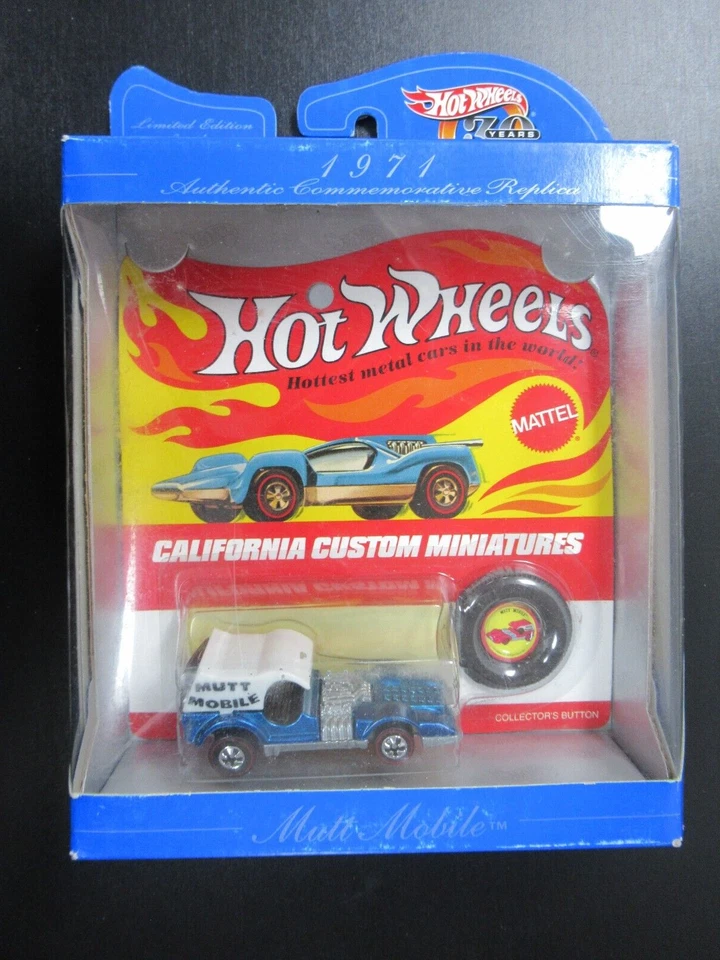 Limited Edition
Hot Wheels
30 YEARS
1971
Authentic Commemorative Replica
Hot Wheels®
Hottest metal cars in the world!
MATTEL®
CALIFORNIA CUSTOM MINIATURES
MUTT
MOBILE
COLLECTOR'S BUTTON
Mutt Mobile™